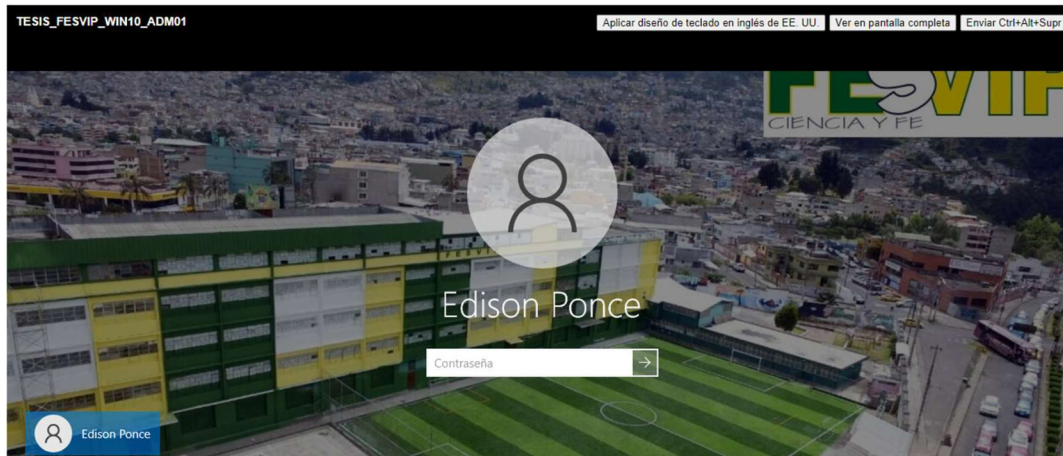 TESIS_FESVIP_WIN10_ADM01
Aplicar diseño de teclado en inglés de EE. UU.
Ver en pantalla completa
Enviar Ctrl+Alt+Supr
FESVIP
CIENCIA Y FE
FESVIP
Edison Ponce
Contraseña
Edison Ponce